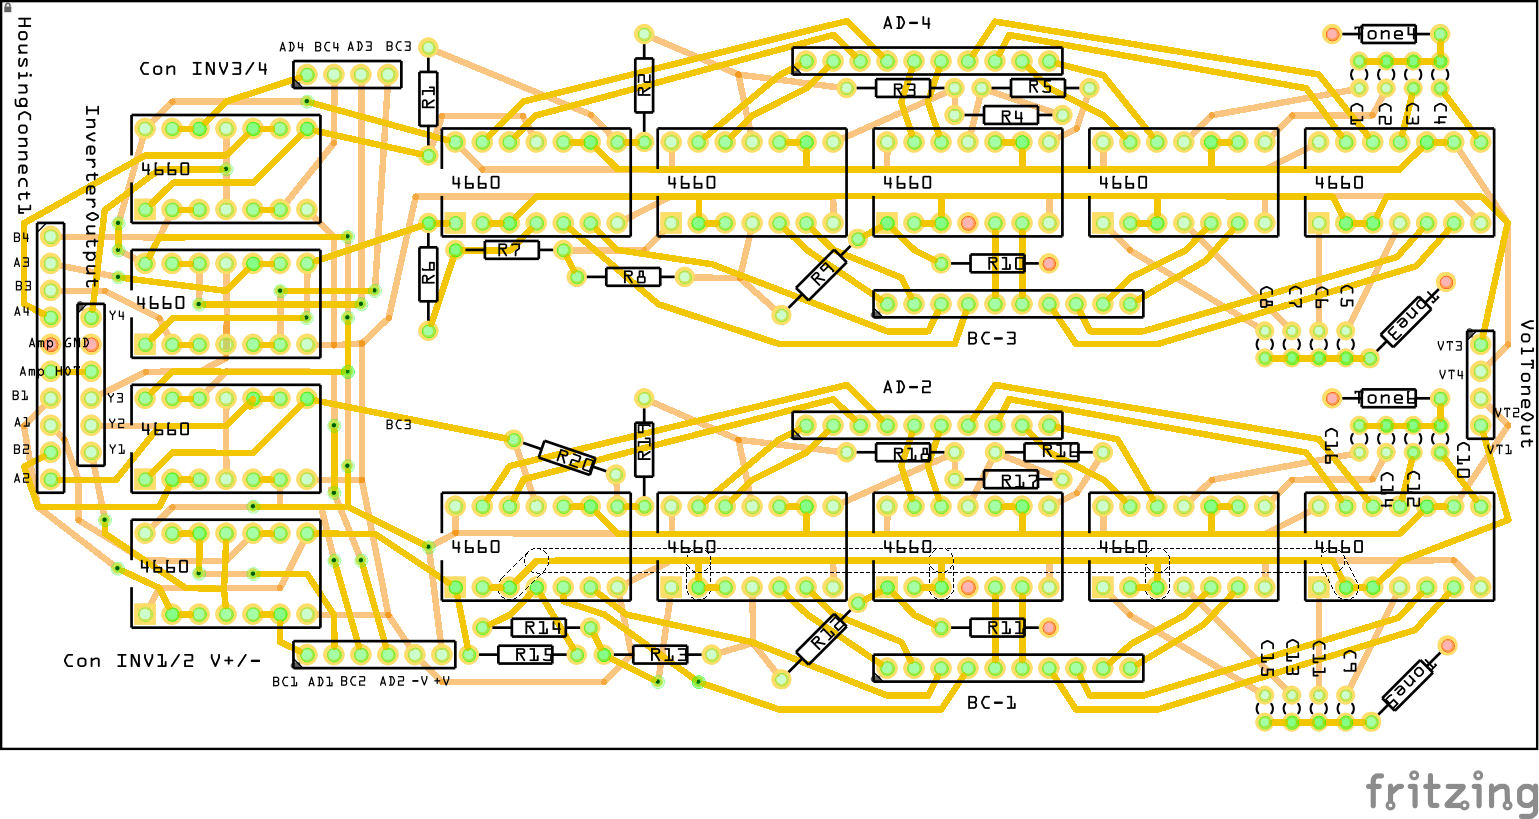 AD-4
Tone4
AD4 BC4 AD3 BC3
Con INV3/4
HousingConnect1
InverterOutput
R1
R2
R3
R5
R4
C1
C2
C3
C4
4660
4660
4660
4660
4660
4660
B4
A3
B3
A4
Y4
R7
R6
R8
R9
R10
4660
C8
C7
C6
C5
Tone3
BC-3
Amp GND
Amp HOT
VT3
VT4
VT2
VT1
VolToneOut
B1
A1
B2
A2
Y3
Y2
Y1
4660
BC3
AD-2
Tone6
R20
R19
R18
R16
R17
C16
C14
C12
C10
4660
4660
4660
4660
4660
4660
R14
R15
R13
R12
R11
Con INV1/2 V+/-
BC1 AD1 BC2 AD2 -V +V
C15
C13
C11
C9
Tone5
BC-1
fritzing